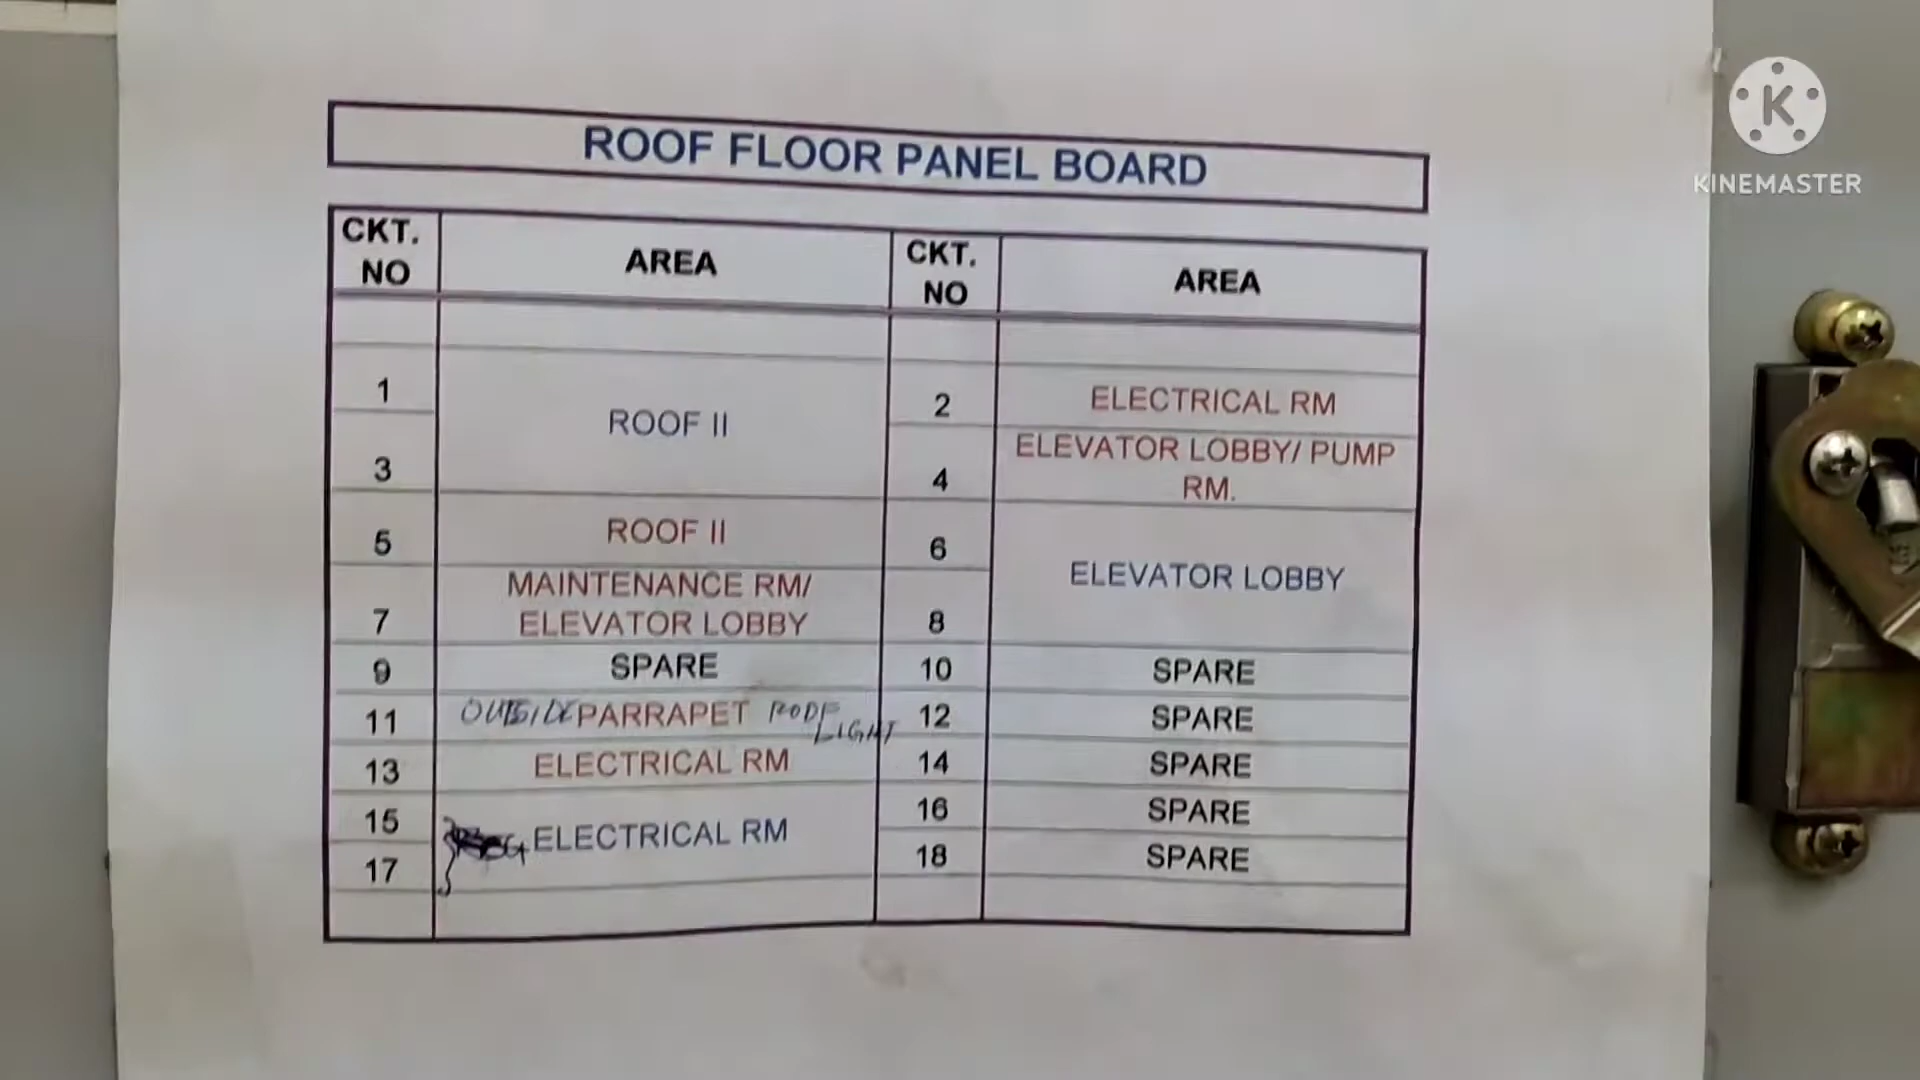 ROOF FLOOR PANEL BOARD
KINEMASTER
CKT. NO AREA CKT. NO AREA
1 ROOF II 2 ELECTRICAL RM
3 4 ELEVATOR LOBBY/ PUMP RM.
5 ROOF II 6 ELEVATOR LOBBY
7 MAINTENANCE RM/ ELEVATOR LOBBY 8
9 SPARE 10 SPARE
11 OUTSIDE PARRAPET ROOF LIGHT 12 SPARE
13 ELECTRICAL RM 14 SPARE
15 ELECTRICAL RM 16 SPARE
17 18 SPARE